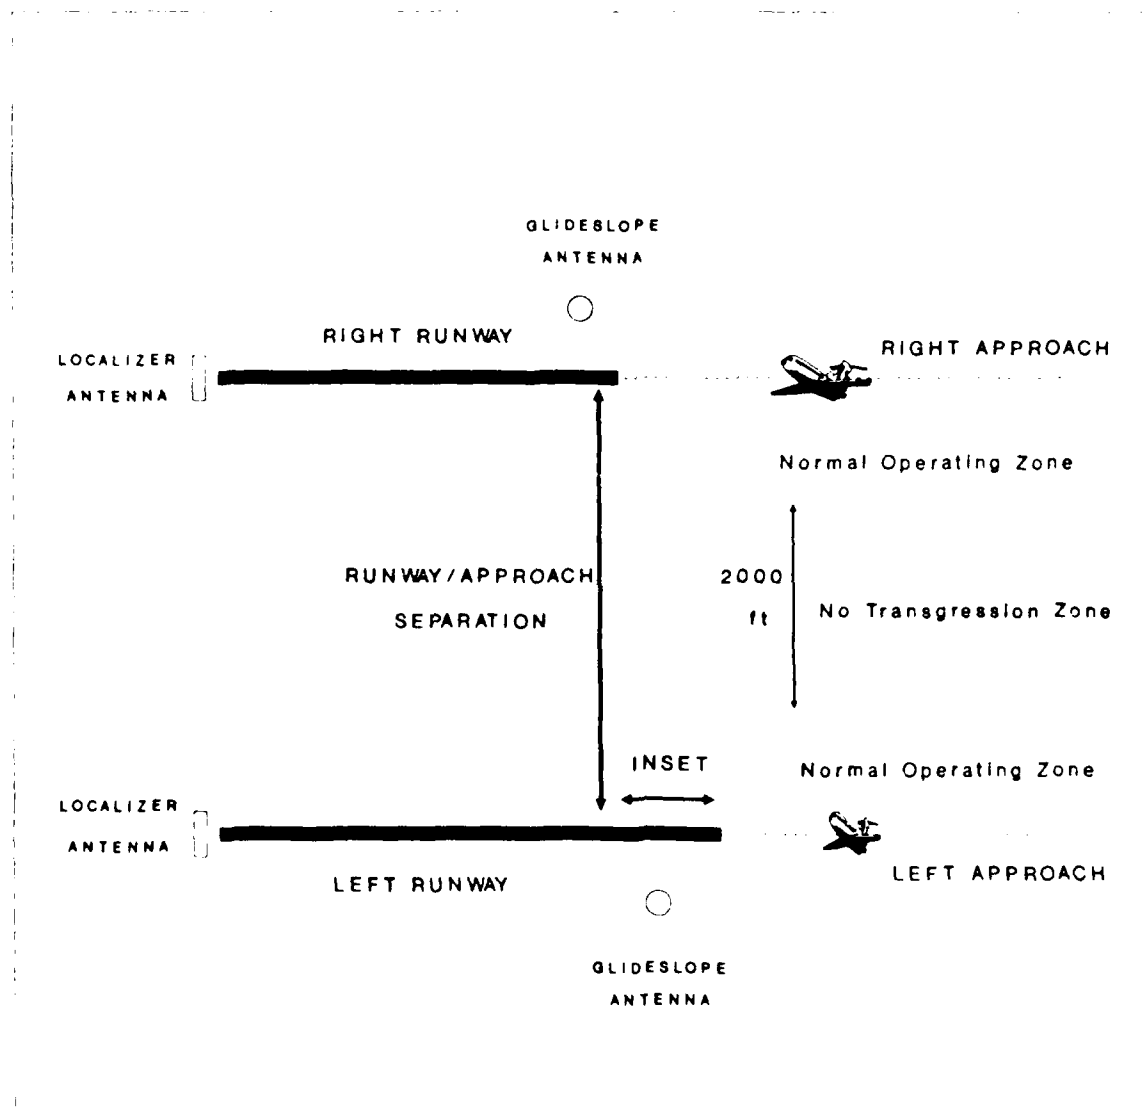 GLIDESLOPE
ANTENNA
RIGHT RUNWAY
LOCALIZER
ANTENNA
RIGHT APPROACH
Normal Operating Zone
RUNWAY/APPROACH
SEPARATION
2000
ft
No Transgression Zone
INSET
Normal Operating Zone
LOCALIZER
ANTENNA
LEFT RUNWAY
LEFT APPROACH
GLIDESLOPE
ANTENNA